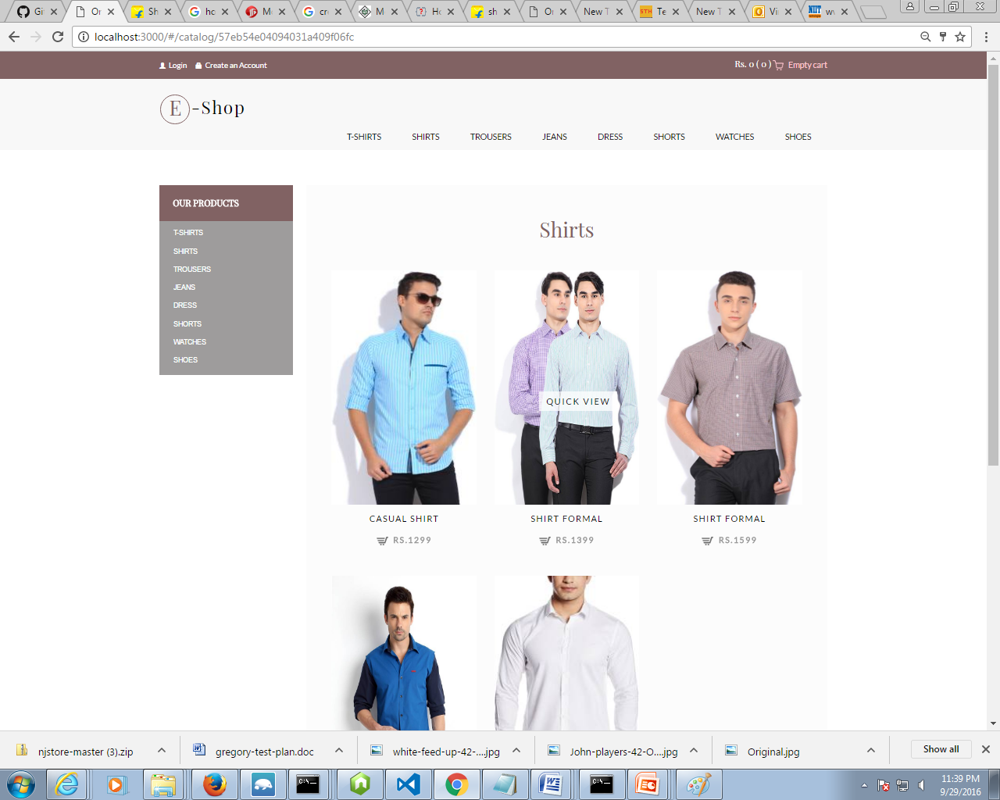 Gi
Or
Sh
hc
M
cr
M
Ho
sh
Or
New T
Te
New T
Vi
w
localhost:3000/#/catalog/57eb54e04094031a409f06fc
Login Create an Account
Rs. 0 ( 0 ) Empty cart
E -Shop
T-SHIRTS SHIRTS TROUSERS JEANS DRESS SHORTS WATCHES SHOES
OUR PRODUCTS
T-SHIRTS
SHIRTS
TROUSERS
JEANS
DRESS
SHORTS
WATCHES
SHOES
Shirts
QUICK VIEW
CASUAL SHIRT
RS.1299
SHIRT FORMAL
RS.1399
SHIRT FORMAL
RS.1599
njstore-master (3).zip
gregory-test-plan.doc
white-feed-up-42-....jpg
John-players-42-O....jpg
Original.jpg
Show all
11:39 PM
9/29/2016